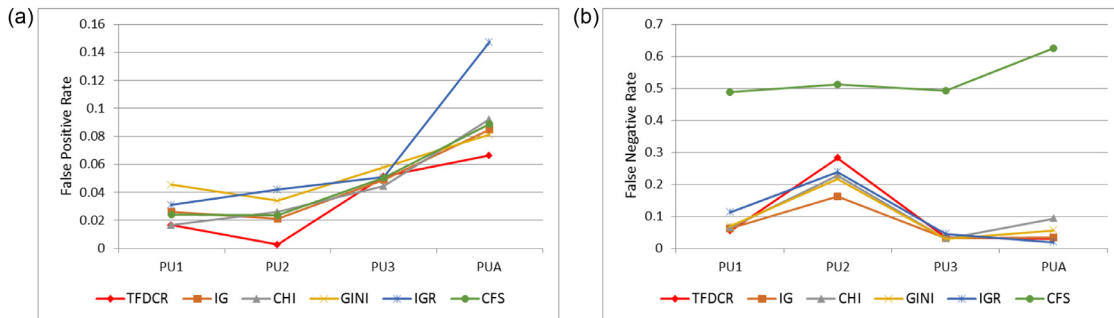 (a)
False Positive Rate
0.16
0.14
0.12
0.1
0.08
0.06
0.04
0.02
0
PU1 PU2 PU3 PUA
TFDCR IG CHI GINI IGR CFS
(b)
False Negative Rate
0.7
0.6
0.5
0.4
0.3
0.2
0.1
0
PU1 PU2 PU3 PUA
TFDCR IG CHI GINI IGR CFS